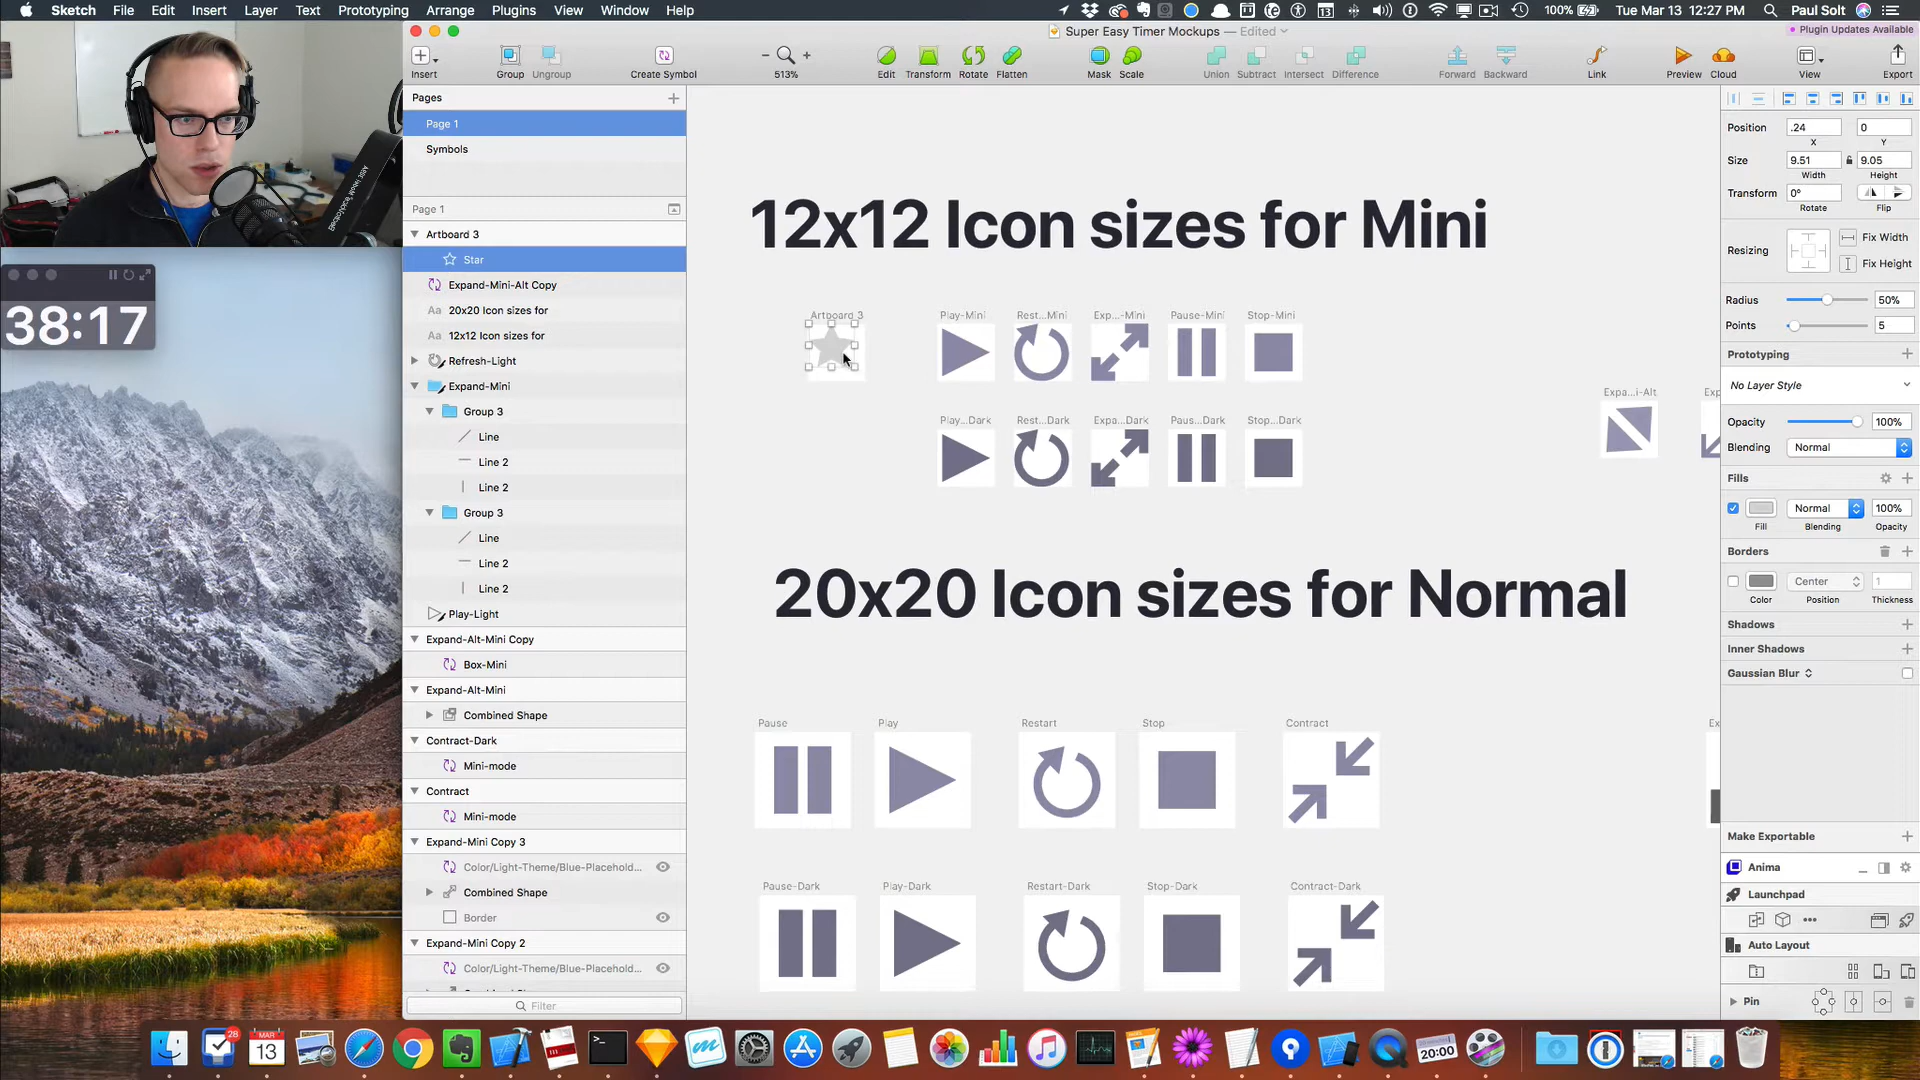 Sketch File Edit Insert Layer Text Prototyping Arrange Plugins View Window Help
100% Tue Mar 13 12:27 PM Paul Solt
Super Easy Timer Mockups — Edited
Plugin Updates Available
Insert Group Ungroup Create Symbol 513% Edit Transform Rotate Flatten Mask Scale Union Subtract Intersect Difference Forward Backward Link Preview Cloud View Export
38:17
Pages
Page 1
Symbols
Page 1
Artboard 3
Star
Expand-Mini-Alt Copy
Aa 20x20 Icon sizes for
Aa 12x12 Icon sizes for
Refresh-Light
Expand-Mini
Group 3
Line
Line 2
Line 2
Group 3
Line
Line 2
Line 2
Play-Light
Expand-Alt-Mini Copy
Box-Mini
Expand-Alt-Mini
Combined Shape
Contract-Dark
Mini-mode
Contract
Mini-mode
Expand-Mini Copy 3
Color/Light-Theme/Blue-Placehold...
Combined Shape
Border
Expand-Mini Copy 2
Color/Light-Theme/Blue-Placehold...
Filter
12x12 Icon sizes for Mini
Artboard 3 Play-Mini Rest...Mini Exp...-Mini Pause-Mini Stop-Mini
Expa...i-Alt
Play...Dark Rest...Dark Expa...Dark Paus...Dark Stop...Dark
20x20 Icon sizes for Normal
Pause Play Restart Stop Contract
Pause-Dark Play-Dark Restart-Dark Stop-Dark Contract-Dark
Position .24 0
X Y
Size 9.51 9.05
Width Height
Transform 0°
Rotate Flip
Resizing Fix Width
Fix Height
Radius 50%
Points 5
Prototyping
No Layer Style
Opacity 100%
Blending Normal
Fills
Normal 100%
Fill Blending Opacity
Borders
Center 1
Color Position Thickness
Shadows
Inner Shadows
Gaussian Blur
Make Exportable
Anima
Launchpad
Auto Layout
Pin
28
MAR
13
20:00